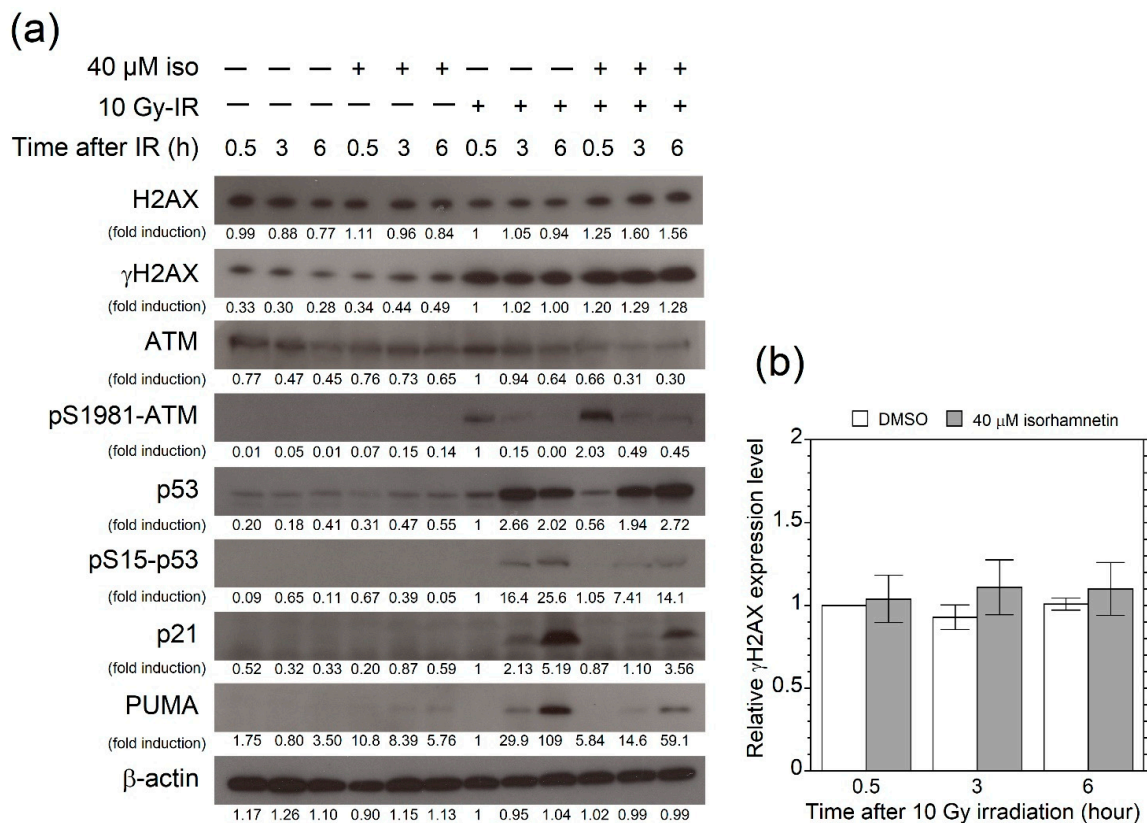 (a)
40 µM iso — — — + + + — — — + + +
10 Gy-IR — — — — — — + + + + + +
Time after IR (h) 0.5 3 6 0.5 3 6 0.5 3 6 0.5 3 6
H2AX
(fold induction) 0.99 0.88 0.77 1.11 0.96 0.84 1 1.05 0.94 1.25 1.60 1.56
γH2AX
(fold induction) 0.33 0.30 0.28 0.34 0.44 0.49 1 1.02 1.00 1.20 1.29 1.28
ATM
(fold induction) 0.77 0.47 0.45 0.76 0.73 0.65 1 0.94 0.64 0.66 0.31 0.30
pS1981-ATM
(fold induction) 0.01 0.05 0.01 0.07 0.15 0.14 1 0.15 0.00 2.03 0.49 0.45
p53
(fold induction) 0.20 0.18 0.41 0.31 0.47 0.55 1 2.66 2.02 0.56 1.94 2.72
pS15-p53
(fold induction) 0.09 0.65 0.11 0.67 0.39 0.05 1 16.4 25.6 1.05 7.41 14.1
p21
(fold induction) 0.52 0.32 0.33 0.20 0.87 0.59 1 2.13 5.19 0.87 1.10 3.56
PUMA
(fold induction) 1.75 0.80 3.50 10.8 8.39 5.76 1 29.9 109 5.84 14.6 59.1
β-actin
1.17 1.26 1.10 0.90 1.15 1.13 1 0.95 1.04 1.02 0.99 0.99
(b)
DMSO 40 µM isorhamnetin
Relative γH2AX expression level
2
1.5
1
0.5
0
0.5 3 6
Time after 10 Gy irradiation (hour)